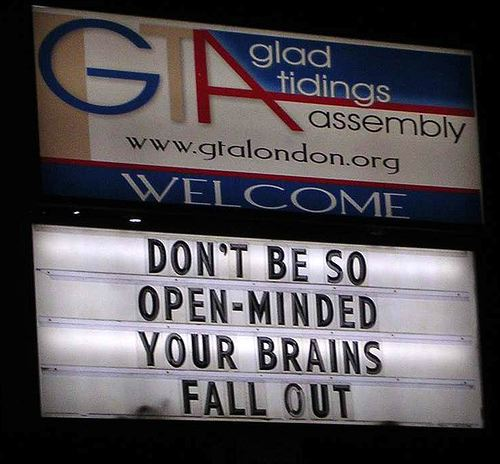 GTA
glad
tidings
assembly
www.gtalondon.org
WELCOME
DON'T BE SO
OPEN-MINDED
YOUR BRAINS
FALL OUT